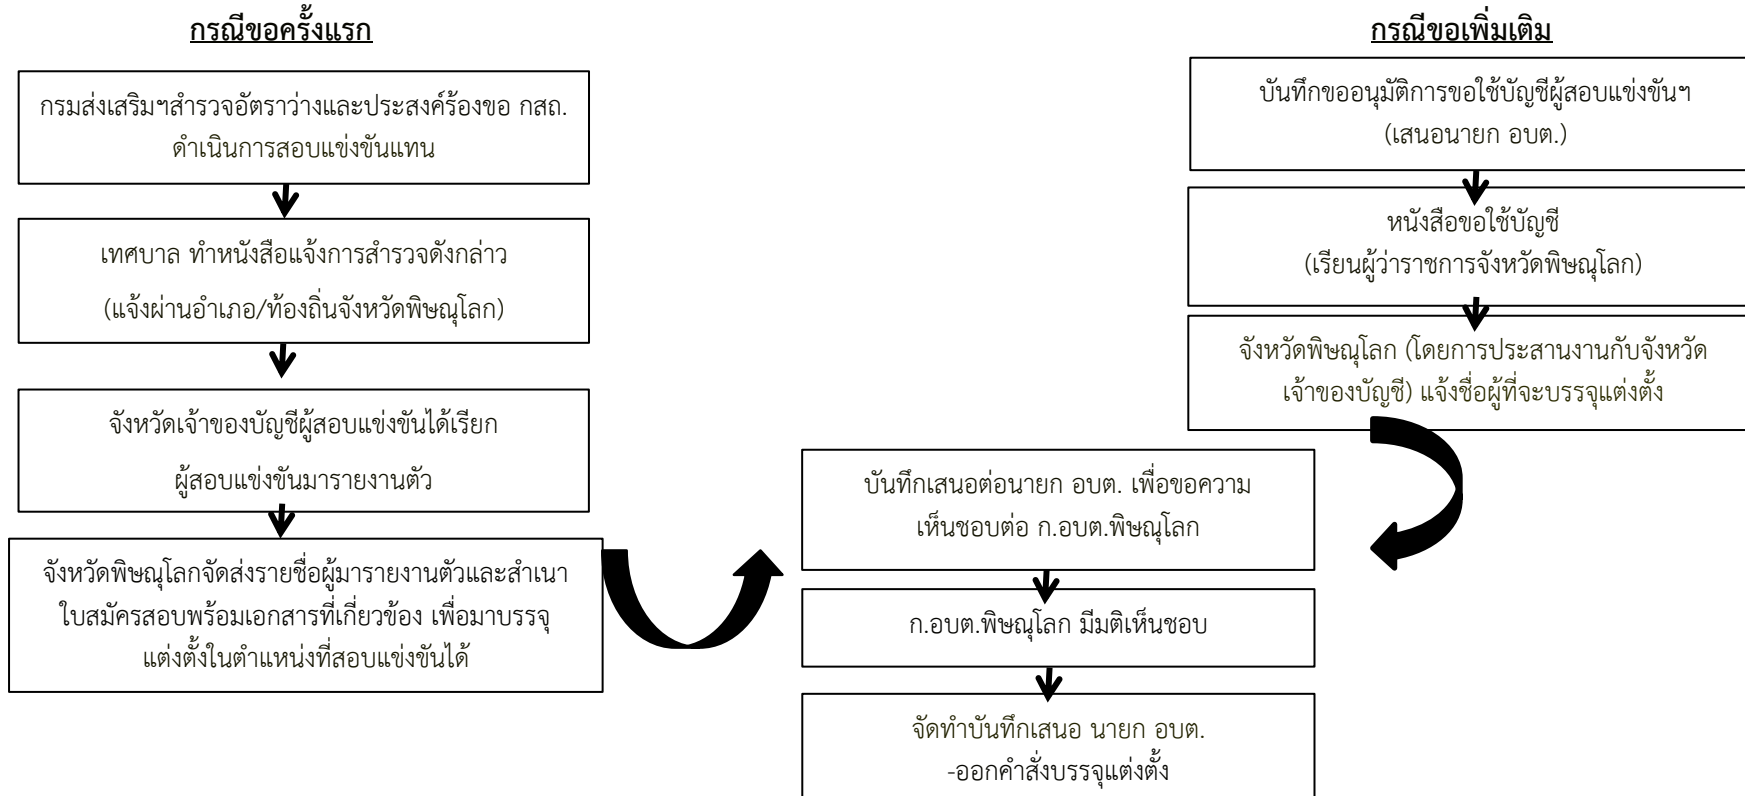 กรณีขอครั้งแรก
กรมส่งเสริมฯสำรวจอัตราว่างและประสงค์ร้องขอ กสถ.
ดำเนินการสอบแข่งขันแทน
เทศบาล ทำหนังสือแจ้งการสำรวจดังกล่าว
(แจ้งผ่านอำเภอ/ท้องถิ่นจังหวัดพิษณุโลก)
จังหวัดเจ้าของบัญชีผู้สอบแข่งขันได้เรียก
ผู้สอบแข่งขันมารายงานตัว
จังหวัดพิษณุโลกจัดส่งรายชื่อผู้มารายงานตัวและสำเนา
ใบสมัครสอบพร้อมเอกสารที่เกี่ยวข้อง เพื่อมาบรรจุ
แต่งตั้งในตำแหน่งที่สอบแข่งขันได้
กรณีขอเพิ่มเติม
บันทึกขออนุมัติการขอใช้บัญชีผู้สอบแข่งขันฯ
(เสนอนายก อบต.)
หนังสือขอใช้บัญชี
(เรียนผู้ว่าราชการจังหวัดพิษณุโลก)
จังหวัดพิษณุโลก (โดยการประสานงานกับจังหวัด
เจ้าของบัญชี) แจ้งชื่อผู้ที่จะบรรจุแต่งตั้ง
บันทึกเสนอต่อนายก อบต. เพื่อขอความ
เห็นชอบต่อ ก.อบต.พิษณุโลก
ก.อบต.พิษณุโลก มีมติเห็นชอบ
จัดทำบันทึกเสนอ นายก อบต.
-ออกคำสั่งบรรจุแต่งตั้ง